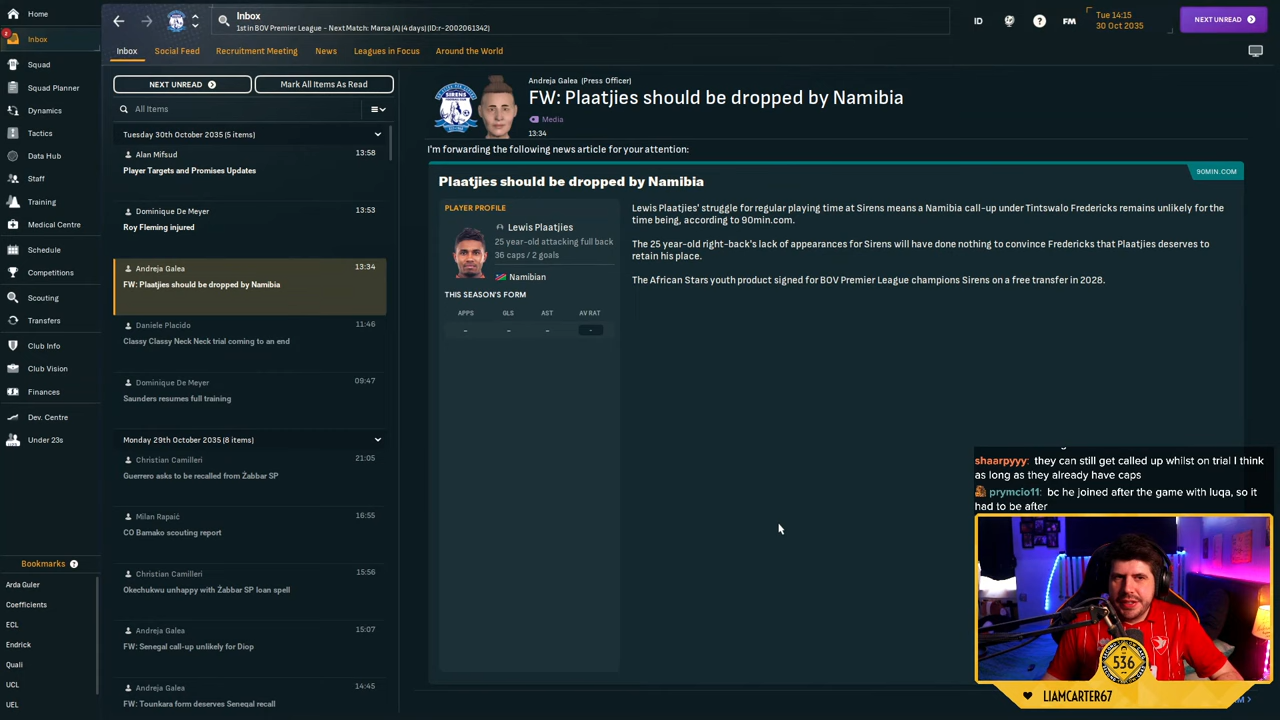 Home
Inbox
Squad
Squad Planner
Dynamics
Tactics
Data Hub
Staff
Training
Medical Centre
Schedule
Competitions
Scouting
Transfers
Club Info
Club Vision
Finances
Dev. Centre
Under 23s
Bookmarks
Arda Guler
Coefficients
ECL
Endrick
Quali
UCL
UEL
Inbox
1st in BOV Premier League - Next Match: Marsa (A) (4 days) (ID:r-2002061342)
ID
FM
Tue 14:15
30 Oct 2035
NEXT UNREAD
Inbox
Social Feed
Recruitment Meeting
News
Leagues in Focus
Around the World
NEXT UNREAD
Mark All Items As Read
All Items
Tuesday 30th October 2035 (5 items)
Alan Mifsud 13:58
Player Targets and Promises Updates
Dominique De Meyer 13:53
Roy Fleming injured
Andreja Galea 13:34
FW: Plaatjies should be dropped by Namibia
Daniele Placido 11:46
Classy Classy Neck Neck trial coming to an end
Dominique De Meyer 09:47
Saunders resumes full training
Monday 29th October 2035 (8 items)
Christian Camilleri 21:05
Guerrero asks to be recalled from Żabbar SP
Milan Rapaić 16:55
CO Bamako scouting report
Christian Camilleri 15:56
Okechukwu unhappy with Żabbar SP loan spell
Andreja Galea 15:07
FW: Senegal call-up unlikely for Diop
Andreja Galea 14:45
FW: Tounkara form deserves Senegal recall
Andreja Galea (Press Officer)
FW: Plaatjies should be dropped by Namibia
Media
13:34
I'm forwarding the following news article for your attention:
90MIN.COM
Plaatjies should be dropped by Namibia
PLAYER PROFILE
Lewis Plaatjies
25 year-old attacking full back
36 caps / 2 goals
Namibian
THIS SEASON'S FORM
APPS GLS AST AV RAT
- - - -
Lewis Plaatjies' struggle for regular playing time at Sirens means a Namibia call-up under Tintswalo Fredericks remains unlikely for the
time being, according to 90min.com.
The 25 year-old right-back's lack of appearances for Sirens will have done nothing to convince Fredericks that Plaatjies deserves to
retain his place.
The African Stars youth product signed for BOV Premier League champions Sirens on a free transfer in 2028.
shaarpyyy: they can still get called up whilst on trial I think
as long as they already have caps
prymcio11: bc he joined after the game with luqa, so it
had to be after
536
LIAMCARTER67